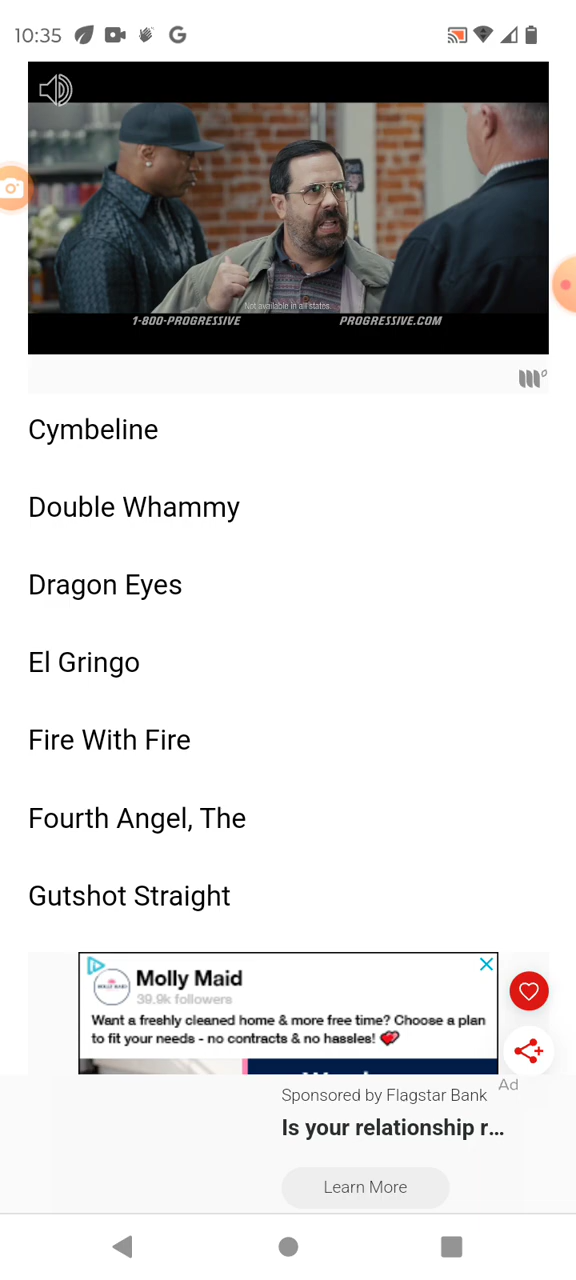 10:35
Not available in all states
1-800-PROGRESSIVE PROGRESSIVE.COM
Cymbeline
Double Whammy
Dragon Eyes
El Gringo
Fire With Fire
Fourth Angel, The
Gutshot Straight
MOLLY MAID
Molly Maid
39.9k followers
Want a freshly cleaned home & more free time? Choose a plan
to fit your needs - no contracts & no hassles! 💖
Ad
Sponsored by Flagstar Bank
Is your relationship r...
Learn More